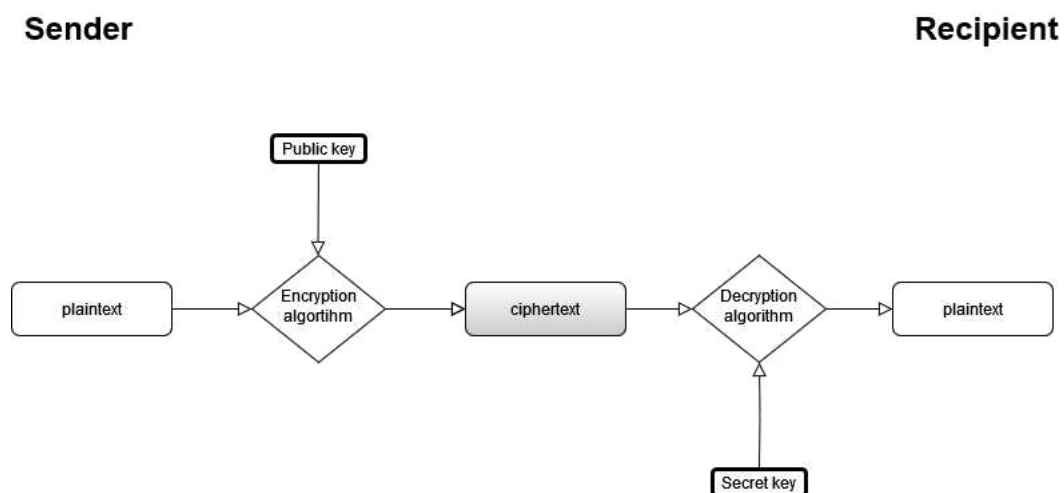 Sender
Recipient
Public key
plaintext
Encryption
algortihm
ciphertext
Decryption
algorithm
plaintext
Secret key